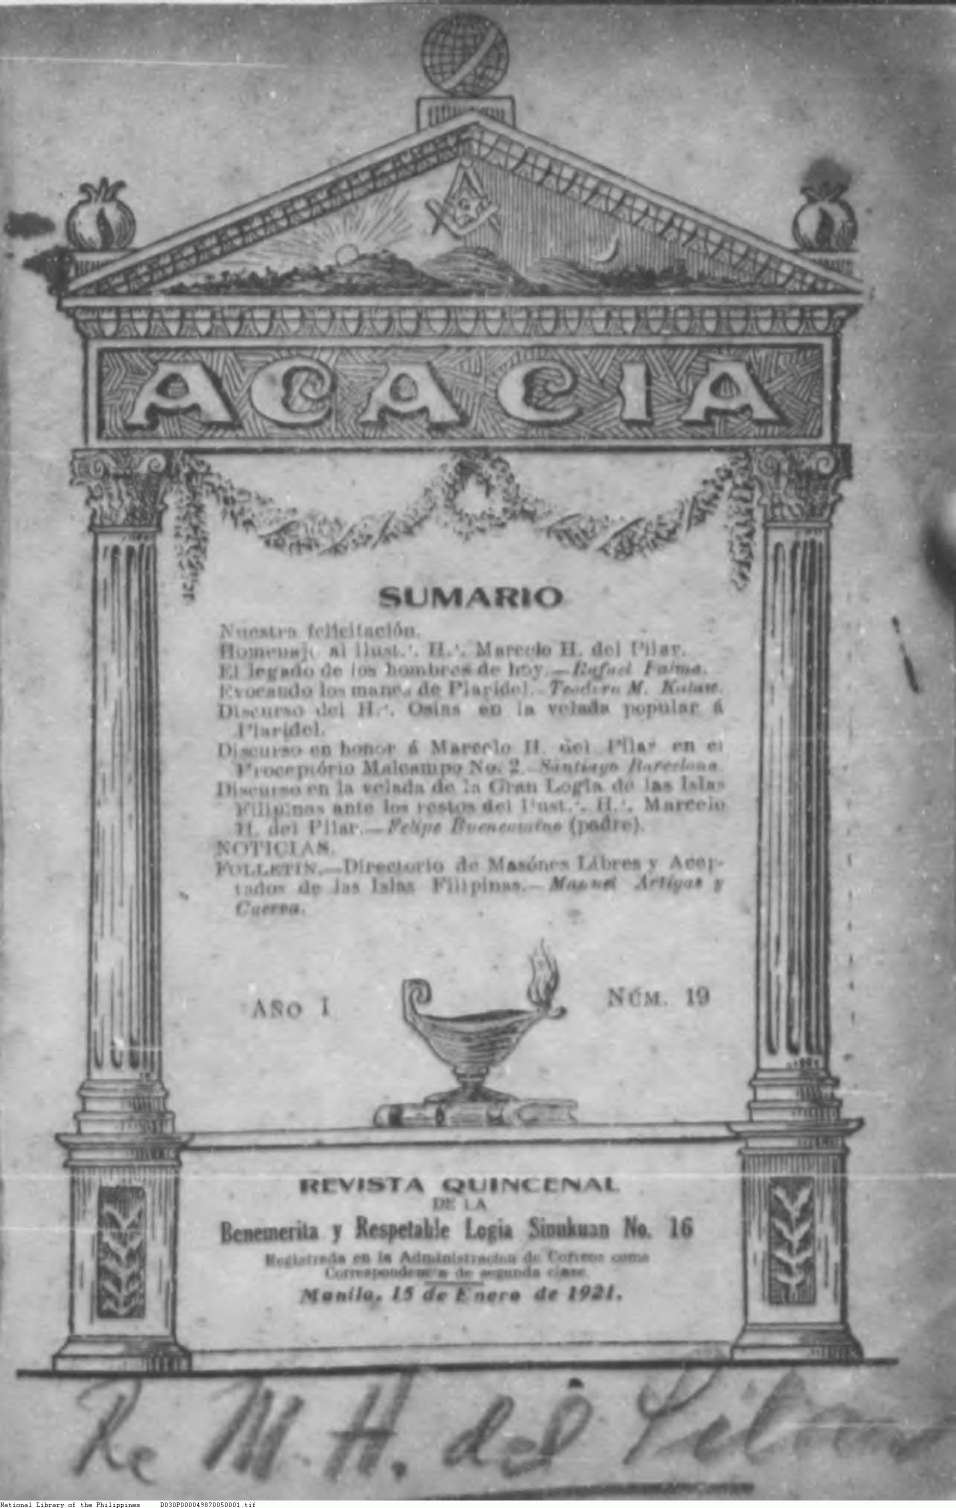 ACACIA
SUMARIO
Nuestra felicitación.
Homenaje al Ilust.·. H.·. Marcelo H. del Pilar.
El legado de los hombres de hoy.—Rafael Palma.
Evocando los manes de Plaridel.—Teodoro M. Kalaw.
Discurso del H.·. Osias en la velada popular á
Plaridel.
Discurso en honor á Marcelo H. del Pilar en el
Proceptório Malcampo No. 2.—Santiago Barcelona.
Discurso en la velada de la Gran Logia de las Islas
Filipinas ante los restos del Ilust.·. H.·. Marcelo
H. del Pilar.—Felipe Buencamino (padre).
NOTICIAS.
FOLLETIN.—Directorio de Masónes Libres y Acep-
tados de las Islas Filipinas.—Manuel Artigas y
Cuerva.
AÑO I
NÚM. 19
REVISTA QUINCENAL
DE LA
Benemerita y Respetable Logia Sinukuan No. 16
Registrada en la Administracion de Correos como
Correspondencia de segunda clase.
Manila, 15 de Enero de 1921.
Re M. H. del Pilar
National Library of the Philippines D030P000049870050001.tif